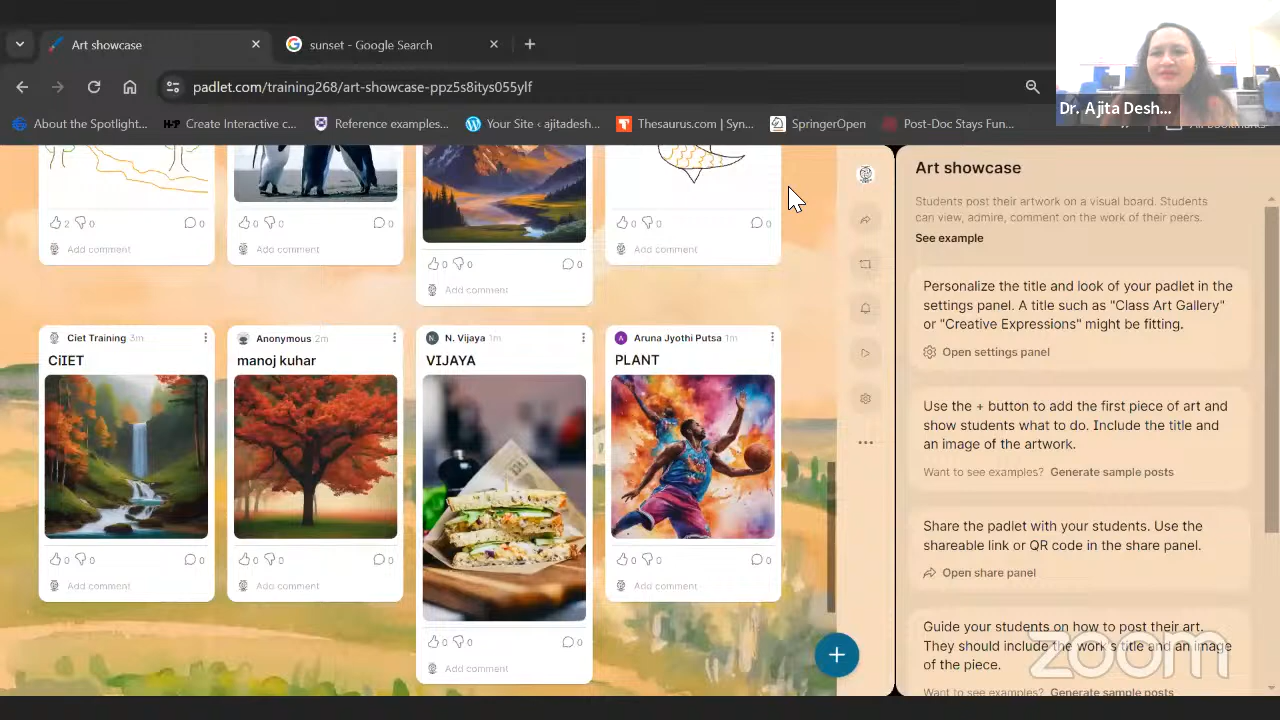 Art showcase
sunset - Google Search
padlet.com/training268/art-showcase-ppz5s8itys055ylf
About the Spotlight...
Create Interactive c...
Reference examples...
Your Site ‹ ajitadesh...
Thesaurus.com | Syn...
SpringerOpen
Post-Doc Stays Fun...
Dr. Ajita Desh...
2 0 0
Add comment
0 0 0
Add comment
0 0 0
Add comment
0 0 0
Add comment
Ciet Training 3m
CiIET
0 0 0
Add comment
Anonymous 2m
manoj kuhar
0 0 0
Add comment
N. Vijaya 1m
VIJAYA
0 0 0
Add comment
Aruna Jyothi Putsa 1m
PLANT
0 0 0
Add comment
Art showcase
Students post their artwork on a visual board. Students
can view, admire, comment on the work of their peers.
See example
Personalize the title and look of your padlet in the
settings panel. A title such as "Class Art Gallery"
or "Creative Expressions" might be fitting.
Open settings panel
Use the + button to add the first piece of art and
show students what to do. Include the title and
an image of the artwork.
Want to see examples? Generate sample posts
Share the padlet with your students. Use the
shareable link or QR code in the share panel.
Open share panel
Guide your students on how to post their art.
They should include the work's title and an image
of the piece.
Want to see examples? Generate sample posts
zoom